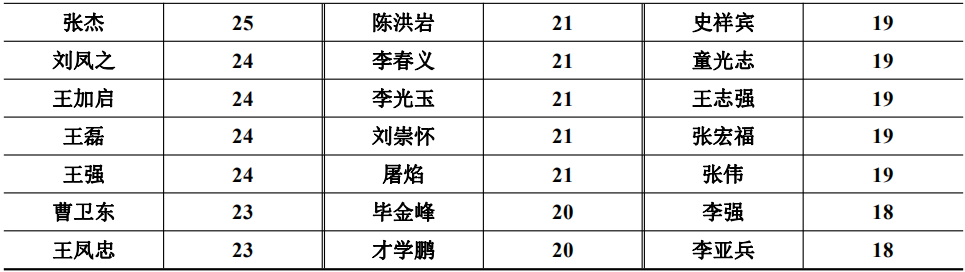 张杰 25 陈洪岩 21 史祥宾 19
刘凤之 24 李春义 21 童光志 19
王加启 24 李光玉 21 王志强 19
王磊 24 刘崇怀 21 张宏福 19
王强 24 屠焰 21 张伟 19
曹卫东 23 毕金峰 20 李强 18
王凤忠 23 才学鹏 20 李亚兵 18